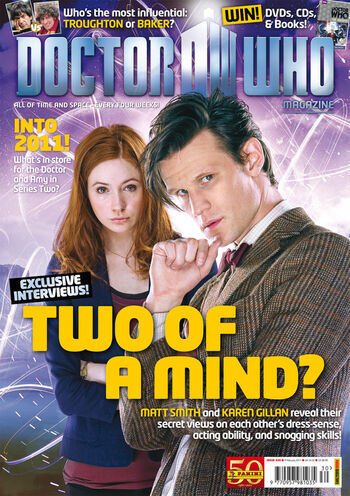 Who's the most influential:
TROUGHTON or BAKER?
WIN! DVDs, CDs,
& Books!
DOCTOR WHO
MAGAZINE
ALL OF TIME AND SPACE • EVERY FOUR WEEKS!
INTO
2011!
What's in store
for the Doctor
and Amy in
Series Two?
EXCLUSIVE
INTERVIEWS!
TWO OF
A MIND?
MATT SMITH and KAREN GILLAN reveal their
secret views on each other's dress-sense,
acting ability, and snogging skills!
50
PANINI